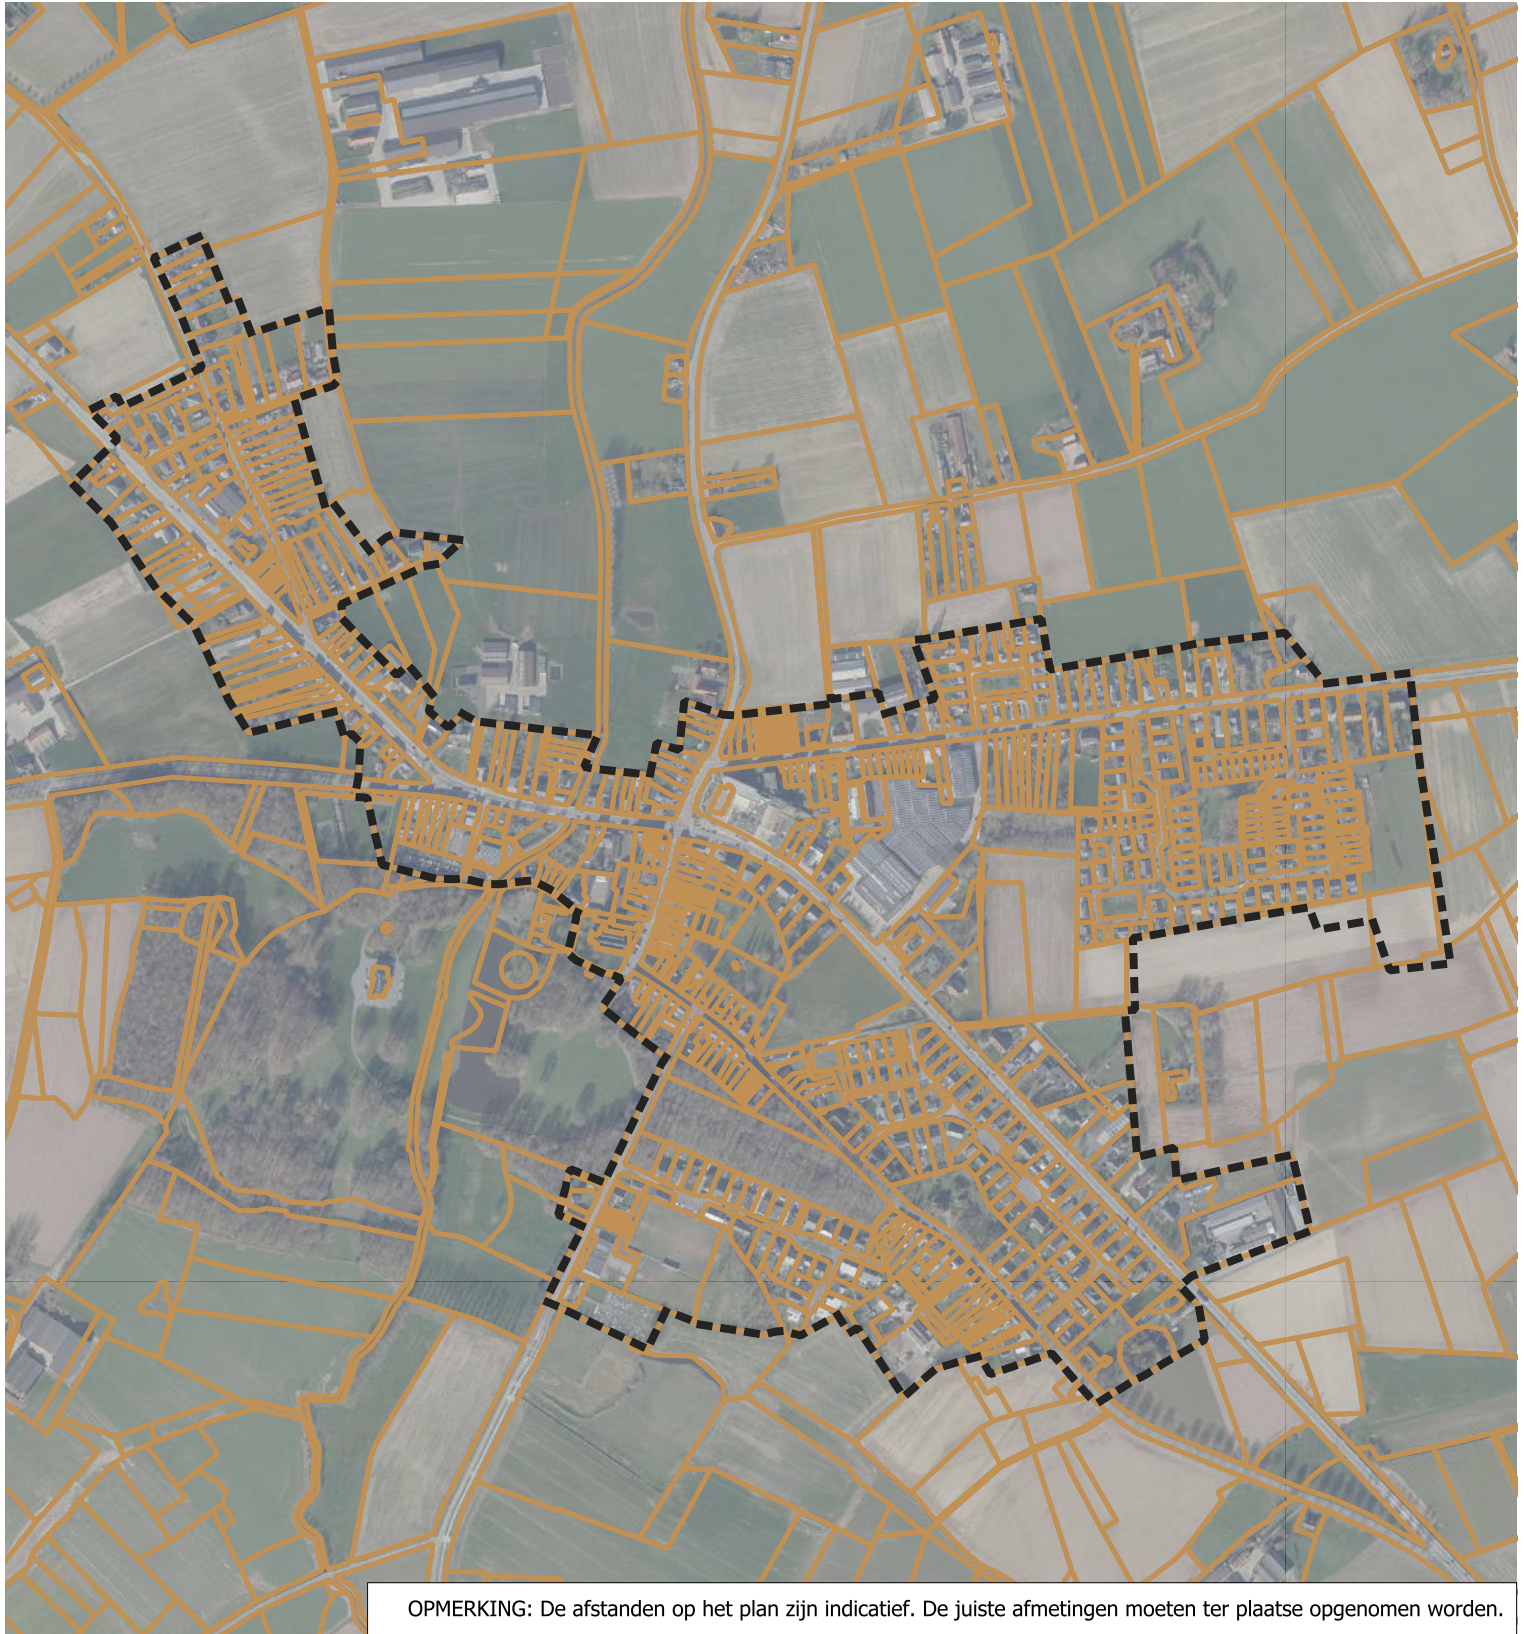 OPMERKING: De afstanden op het plan zijn indicatief. De juiste afmetingen moeten ter plaatse opgenomen worden.